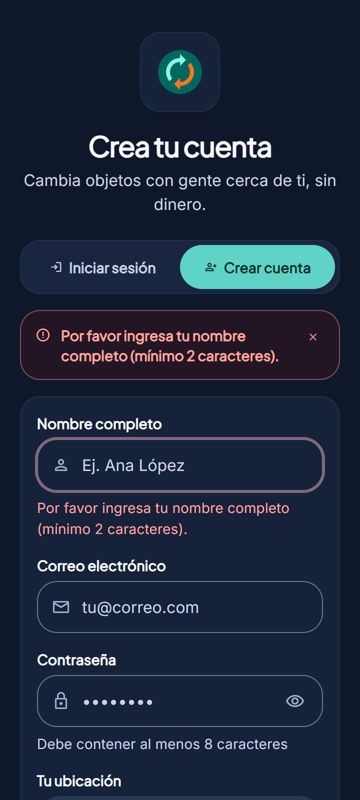 Crea tu cuenta
Cambia objetos con gente cerca de ti, sin
dinero.
Iniciar sesión
Crear cuenta
Por favor ingresa tu nombre
completo (mínimo 2 caracteres).
Nombre completo
Ej. Ana López
Por favor ingresa tu nombre completo
(mínimo 2 caracteres).
Correo electrónico
tu@correo.com
Contraseña
••••••••
Debe contener al menos 8 caracteres
Tu ubicación